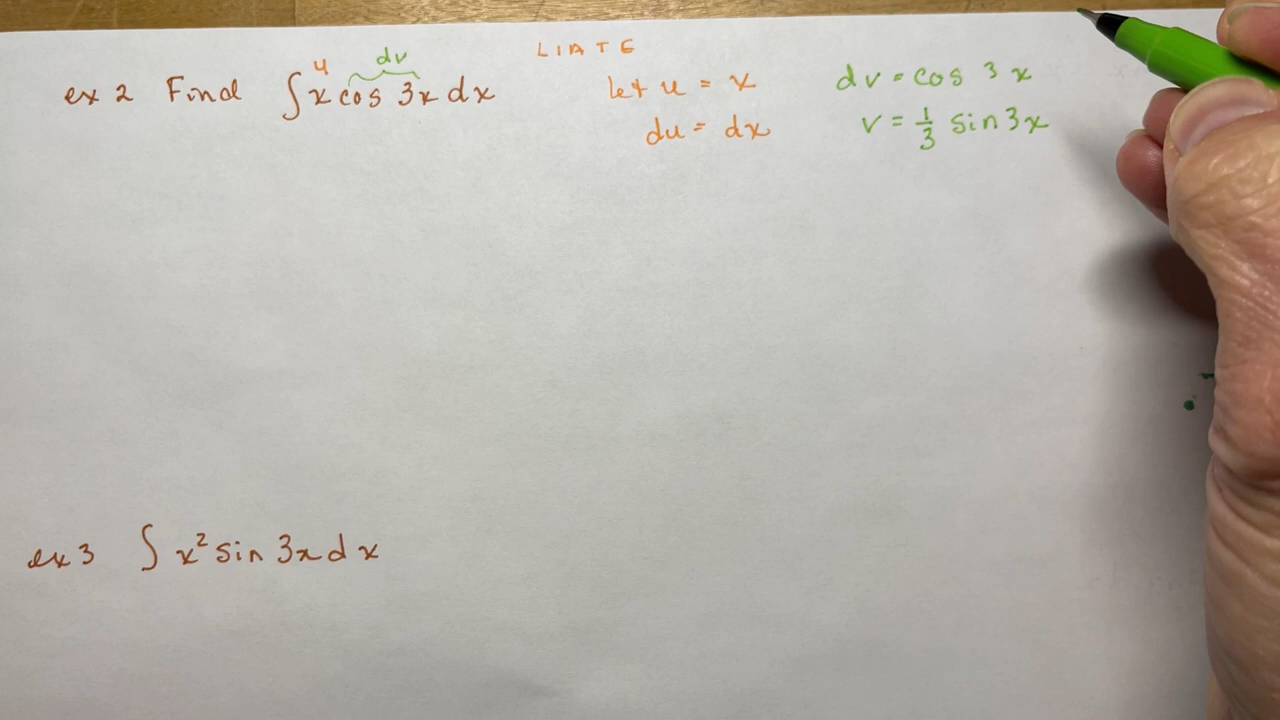 LIATE
ex 2 Find ∫ x cos 3x dx
u dv
let u = x
du = dx
dv = cos 3x
v = 1/3 sin 3x
ex 3 ∫ x² sin 3x dx